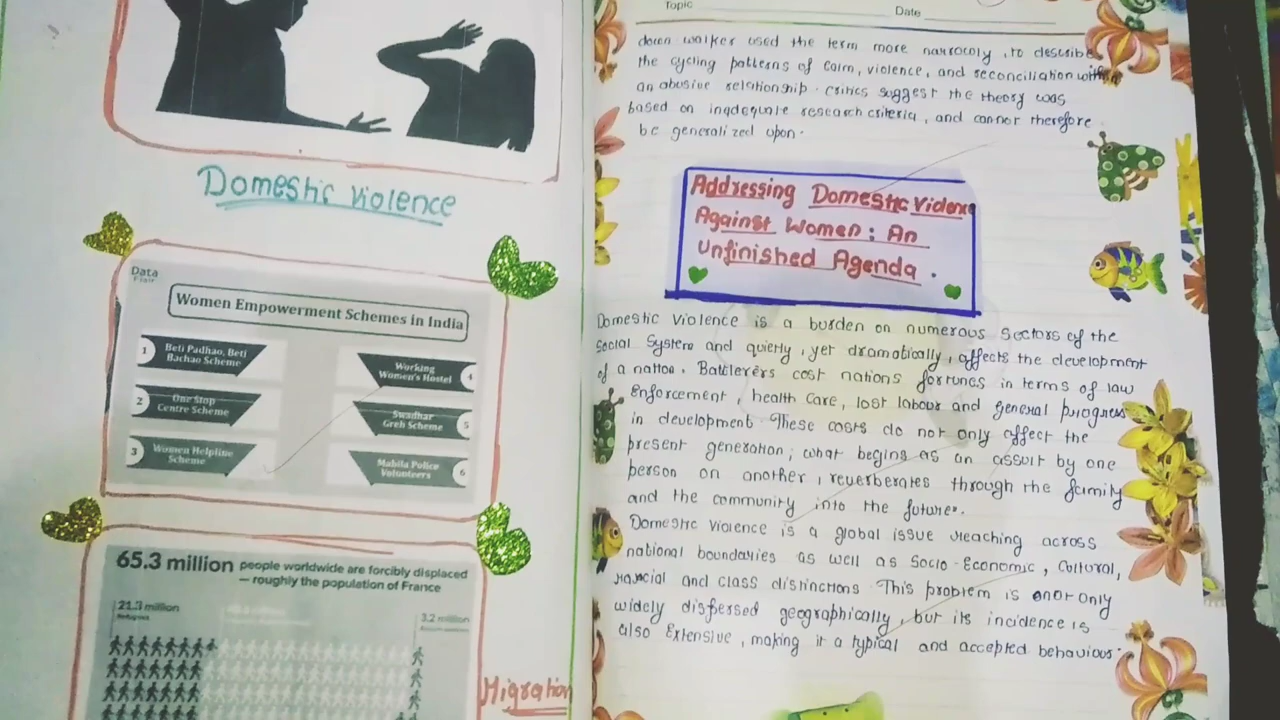 Domestic Violence
Data
Flair
Women Empowerment Schemes in India
1 Beti Padhao, Beti
Bachao Scheme
2 One Stop
Centre Scheme
3 Women Helpline
Scheme
Working
Women's Hostel 4
Swadhar
Greh Scheme 5
Mahila Police
Volunteers 6
65.3 million people worldwide are forcibly displaced
— roughly the population of France
21.3 million
Refugees
3.2 million
Migration
Topic Date
down walker used the term more narrowly, to describe
the cycling patterns of calm, violence, and reconciliation within
an abusive relationship. critics suggest the theory was
based on inadequate research criteria, and cannot therefore
be generalized upon.
Addressing Domestic Violence
Against Women: An
Unfinished Agenda.
Domestic Violence is a burden on numerous Sectors of the
Social System and quietly, yet dramatically, affects the development
of a nation. Batterers cost nations fortunes in terms of law
Enforcement, health care, lost labour and general progress
in development. These costs do not only affect the
present generation; what begins as an assult by one
person on another, reverberates through the family
and the community into the future.
Domestic Violence is a global issue reaching across
national boundaries as well as Socio-Economic, Cultural,
racial and class distinctions. This problem is not only
widely dispersed geographically, but its incidence is
also Extensive, making it a typical and accepted behaviour.